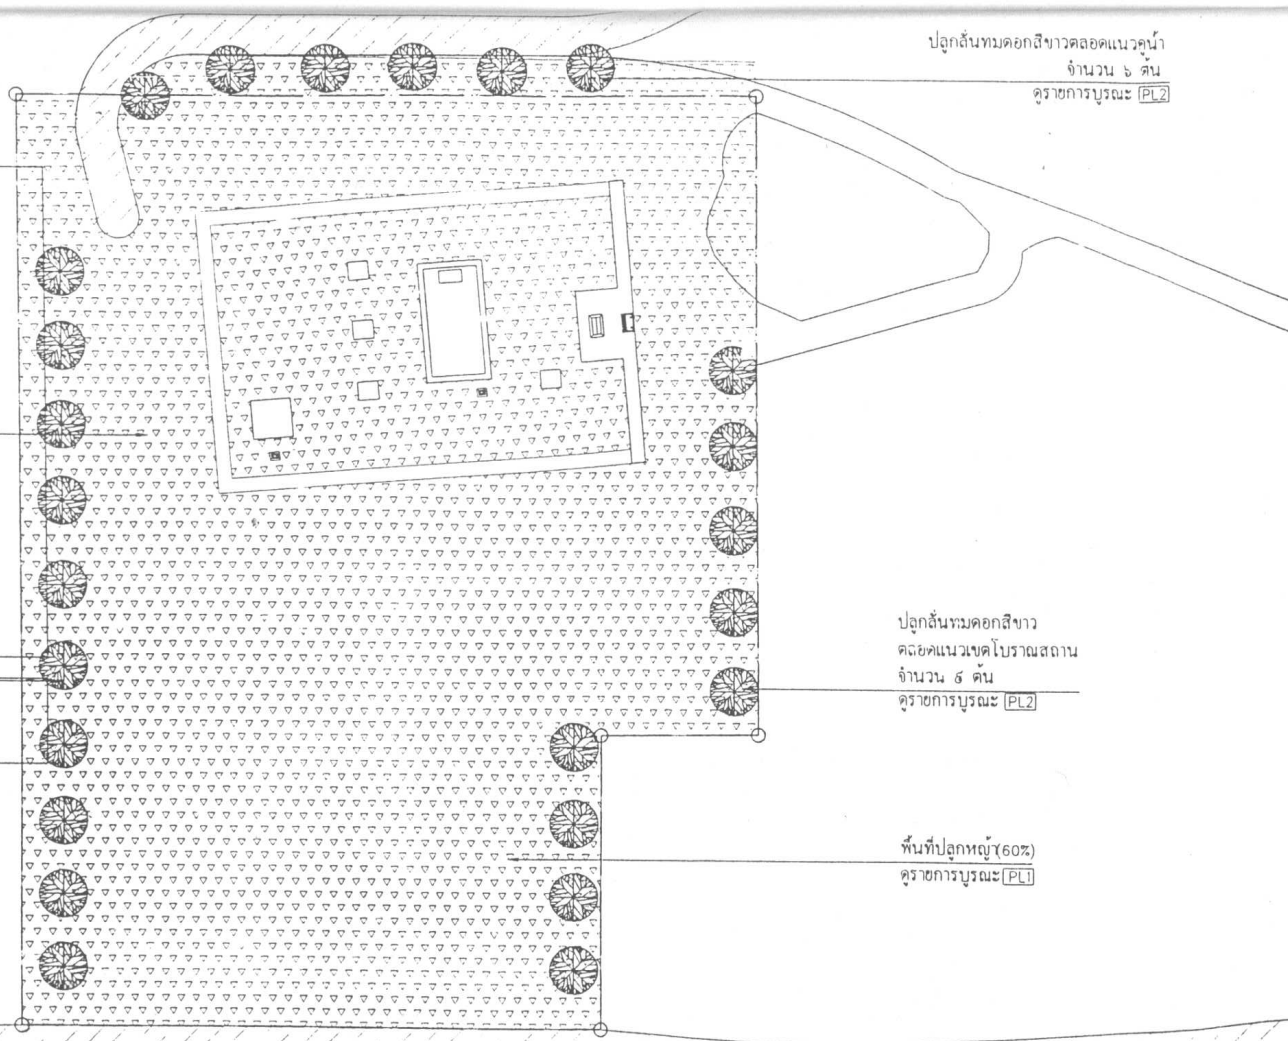 ปลูกลั่นทมดอกสีขาวตลอดแนวคูน้ำ
จำนวน ๖ ต้น
ดูรายการบูรณะ PL2
ปลูกลั่นทมดอกสีขาว
ตลอดแนวเขตโบราณสถาน
จำนวน ๙ ต้น
ดูรายการบูรณะ PL2
พื้นที่ปลูกหญ้า(60%)
ดูรายการบูรณะ PL1